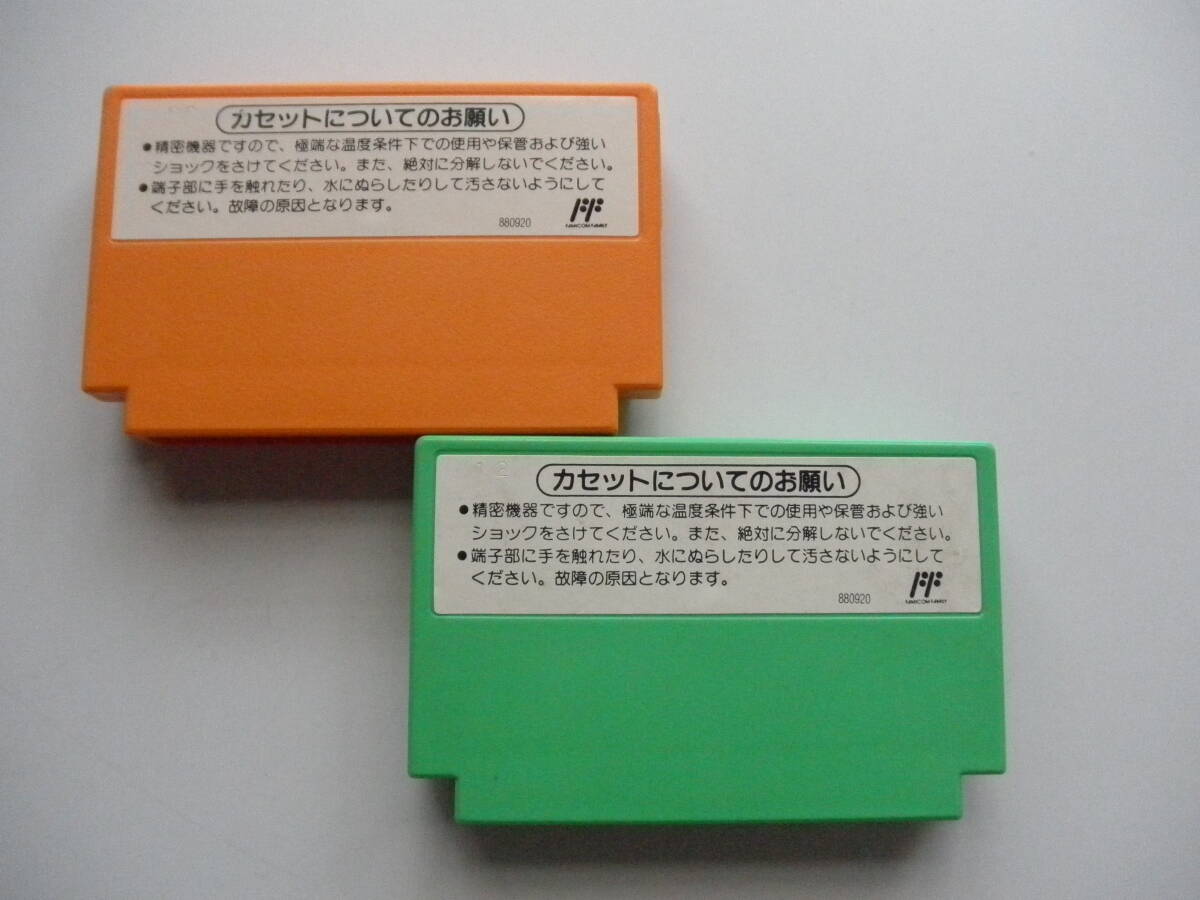 カセットについてのお願い
●精密機器ですので、極端な温度条件下での使用や保管および強い
ショックをさけてください。また、絶対に分解しないでください。
●端子部に手を触れたり、水にぬらしたりして汚さないようにして
ください。故障の原因となります。
880920
FAMICOM FAMILY
12
カセットについてのお願い
●精密機器ですので、極端な温度条件下での使用や保管および強い
ショックをさけてください。また、絶対に分解しないでください。
●端子部に手を触れたり、水にぬらしたりして汚さないようにして
ください。故障の原因となります。
880920
FAMICOM FAMILY